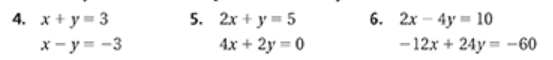 4. x + y = 3 5. 2x + y = 5 6. 2x - 4y = 10
x - y = -3 4x + 2y = 0 -12x + 24y = -60